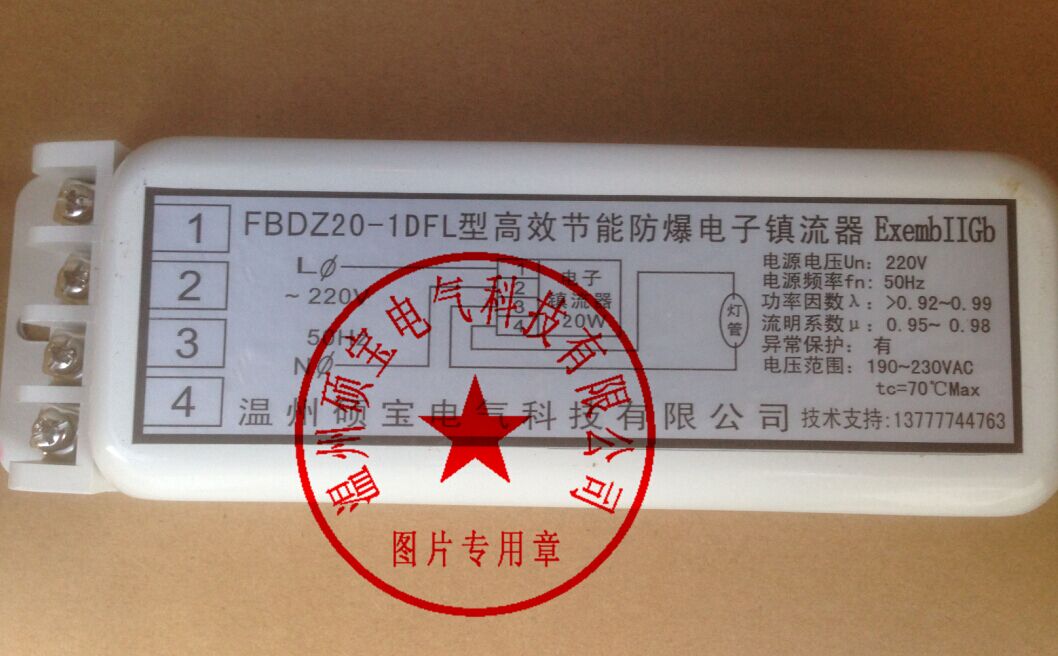 1
2
3
4
FBDZ20-1DFL型高效节能防爆电子镇流器 ExembIIGb
L
~220V
50Hz
N
1
2
3
4
电子
镇流器
20W
灯管
电源电压Un: 220V
电源频率fn: 50Hz
功率因数λ: >0.92~0.99
流明系数μ: 0.95~ 0.98
异常保护: 有
电压范围: 190~230VAC
tc=70℃Max
温州硕宝电气科技有限公司 技术支持:13777744763
温州硕宝电气科技有限公司
图片专用章